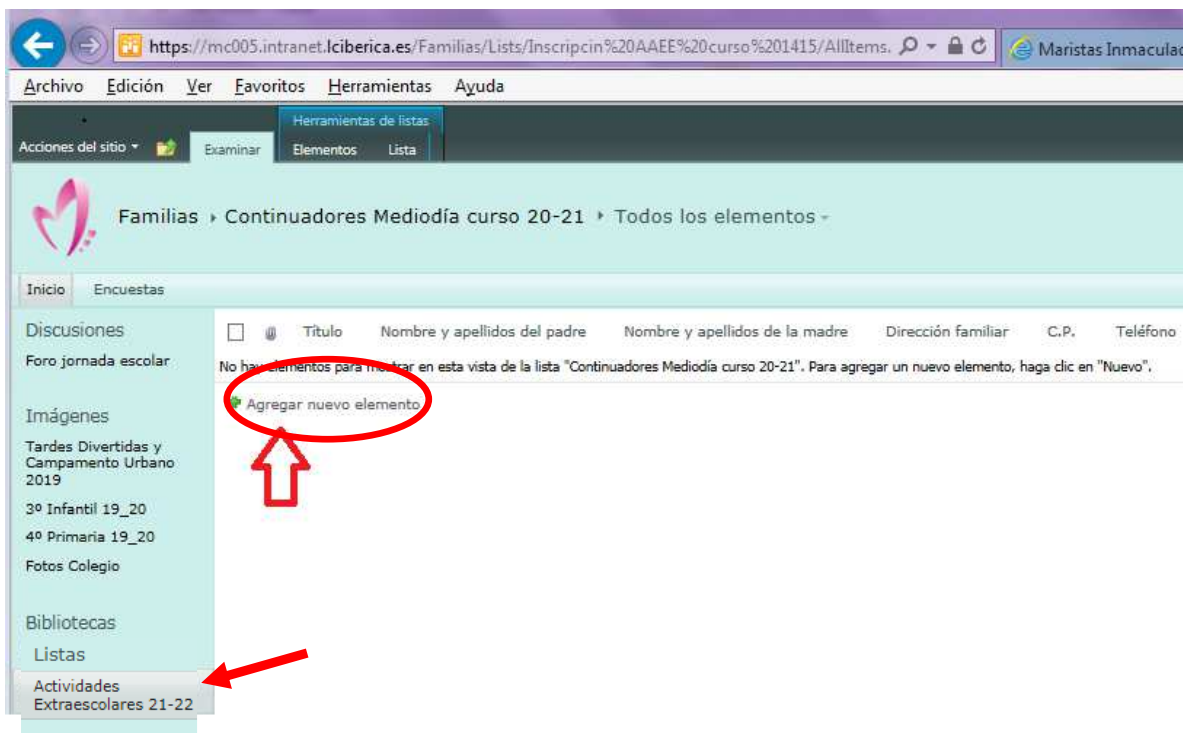 https://mc005.intranet.lciberica.es/Familias/Lists/Inscripcin%20AAEE%20curso%201415/AllItems.
Maristas Inmaculad
Archivo Edición Ver Favoritos Herramientas Ayuda
Herramientas de listas
Acciones del sitio Examinar Elementos Lista
Familias Continuadores Mediodía curso 20-21 Todos los elementos
Inicio Encuestas
Discusiones
Foro jornada escolar
Imágenes
Tardes Divertidas y
Campamento Urbano
2019
3º Infantil 19_20
4º Primaria 19_20
Fotos Colegio
Bibliotecas
Listas
Actividades
Extraescolares 21-22
Título Nombre y apellidos del padre Nombre y apellidos de la madre Dirección familiar C.P. Teléfono
No hay elementos para mostrar en esta vista de la lista "Continuadores Mediodía curso 20-21". Para agregar un nuevo elemento, haga clic en "Nuevo".
Agregar nuevo elemento